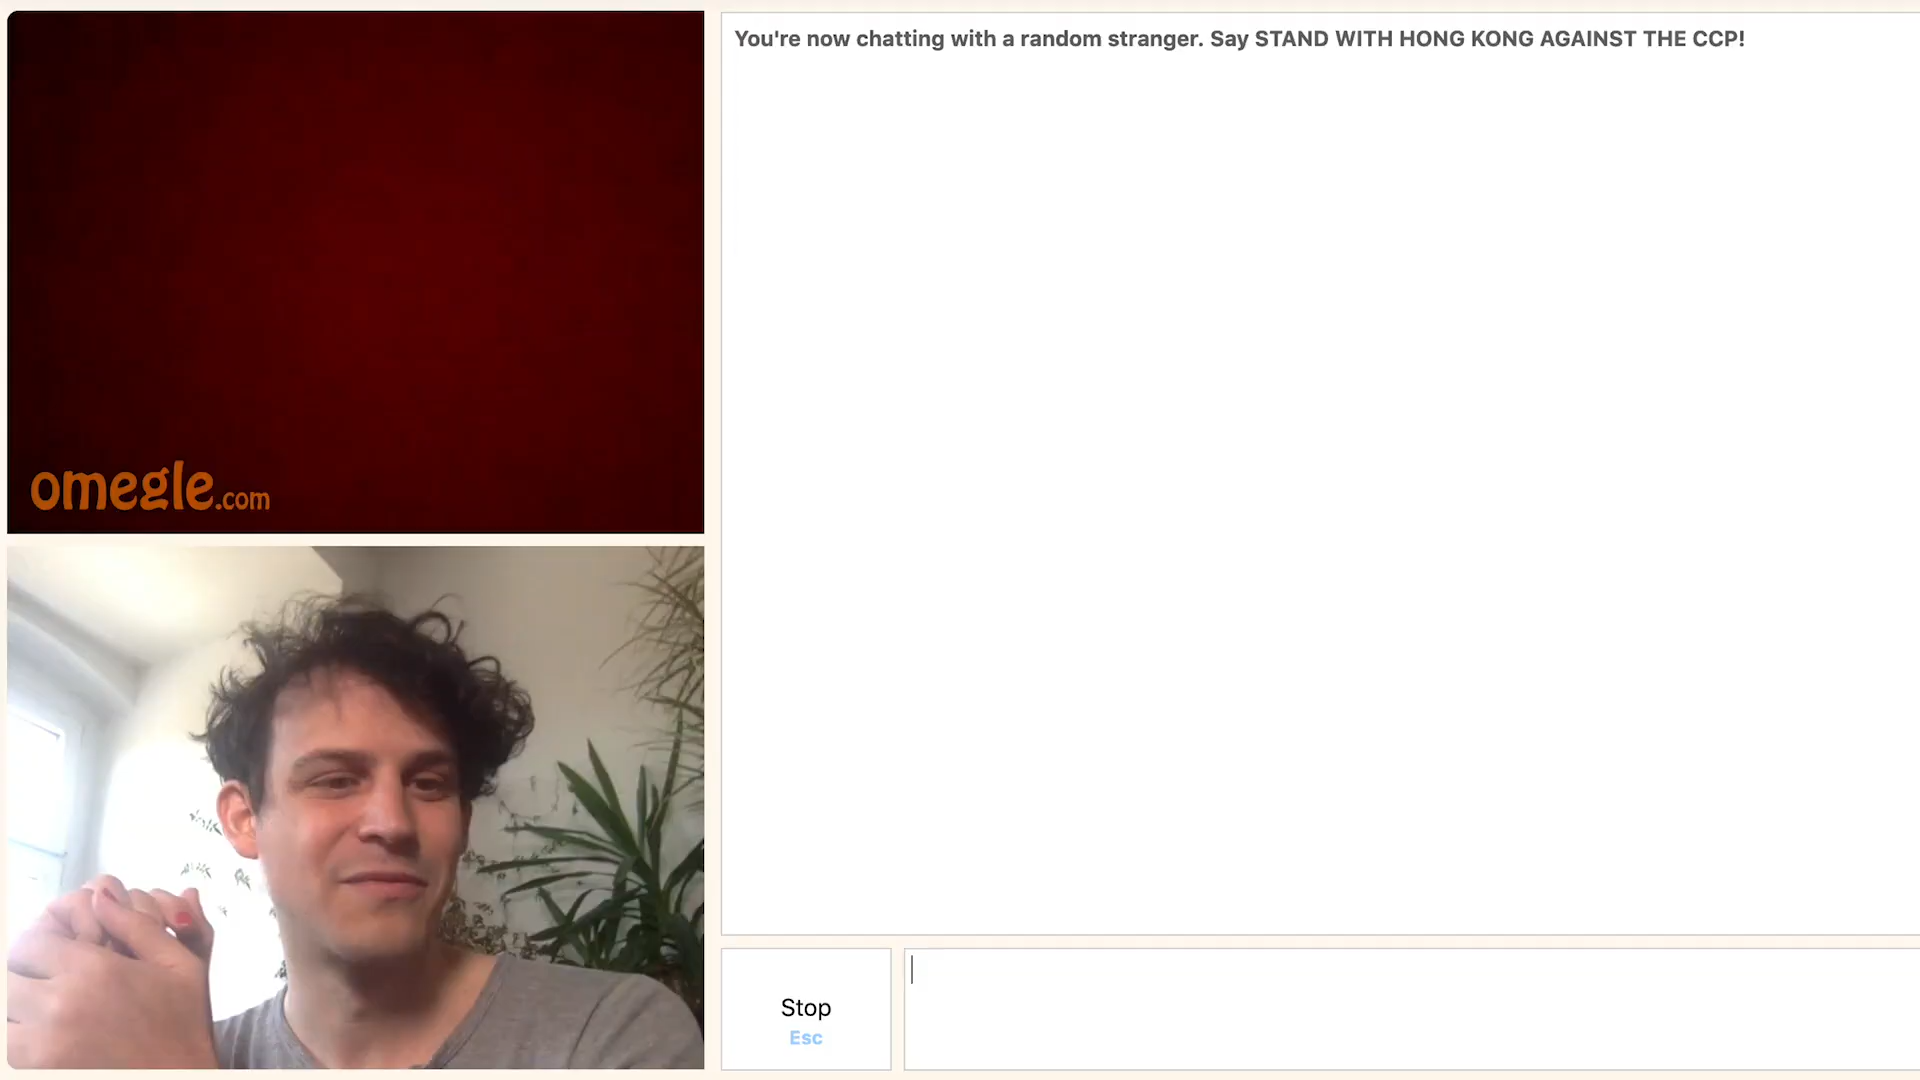 You're now chatting with a random stranger. Say STAND WITH HONG KONG AGAINST THE CCP!
omegle.com
Stop
Esc